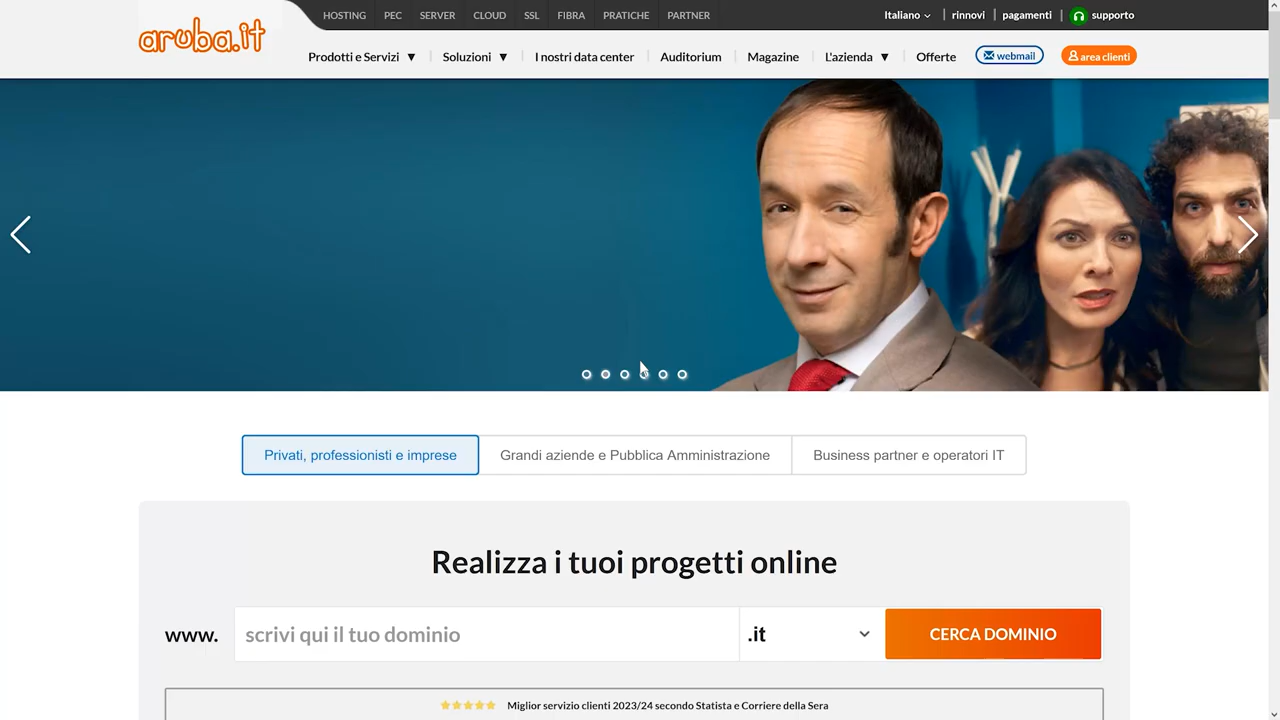 HOSTING PEC SERVER CLOUD SSL FIBRA PRATICHE PARTNER Italiano rinnovi pagamenti supporto
aruba.it
Prodotti e Servizi Soluzioni I nostri data center Auditorium Magazine L'azienda Offerte webmail area clienti
Privati, professionisti e imprese Grandi aziende e Pubblica Amministrazione Business partner e operatori IT
Realizza i tuoi progetti online
www. scrivi qui il tuo dominio .it CERCA DOMINIO
Miglior servizio clienti 2023/24 secondo Statista e Corriere della Sera